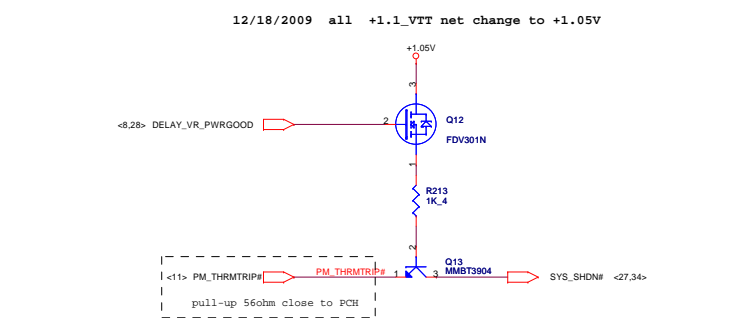 12/18/2009 all +1.1_VTT net change to +1.05V
+1.05V
3
<8,28> DELAY_VR_PWRGOOD
2
Q12
FDV301N
1
R213
1K_4
2
Q13
MMBT3904
<11> PM_THRMTRIP#
PM_THRMTRIP#
1
3
SYS_SHDN# <27,34>
pull-up 56ohm close to PCH